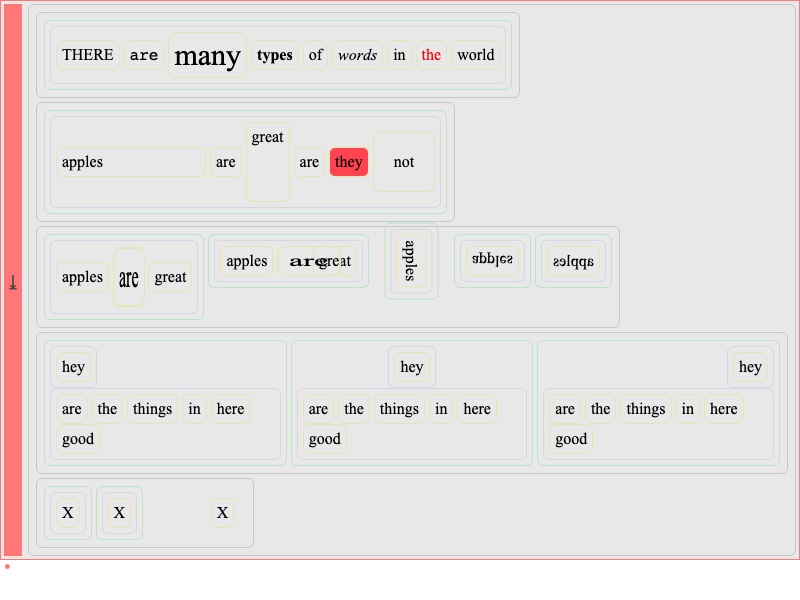 THERE are many types of words in the world
apples are great are they not
apples are great
apples are great
apples
apples
apples
hey
are the things in here
good
hey
are the things in here
good
hey
are the things in here
good
X X X